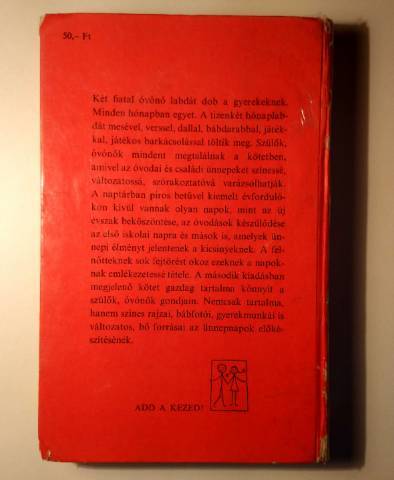 50,- Ft
Két fiatal óvónő labdát dob a gyerekeknek.
Minden hónapban egyet. A tizenkét hónaplab-
dát mesével, verssel, dallal, bábdarabbal, játék-
kal, játékos barkácsolással töltik meg. Szülők,
óvónők mindent megtalálnak a kötetben,
amivel az óvodai és családi ünnepeket színessé,
változatossá, szórakoztatóvá varázsolhatják.
A naptárban piros betűvel kiemelt évforduló-
kon kívül vannak olyan napok, mint az új
évszak beköszöntése, az óvodások készülődése
az első iskolai napra és mások is, amelyek ün-
nepi élményt jelentenek a kicsinyeknek. A fel-
nőtteknek sok fejtörést okoz ezeknek a napok-
nak emlékezetessé tétele. A második kiadásban
megjelenő kötet gazdag tartalma könnyít a
szülők, óvónők gondjain. Nemcsak tartalma,
hanem színes rajzai, bábfotói, gyerekmunkái is
változatos, bő forrásai az ünnepnapok előké-
szítésének.
ADD A KEZED!